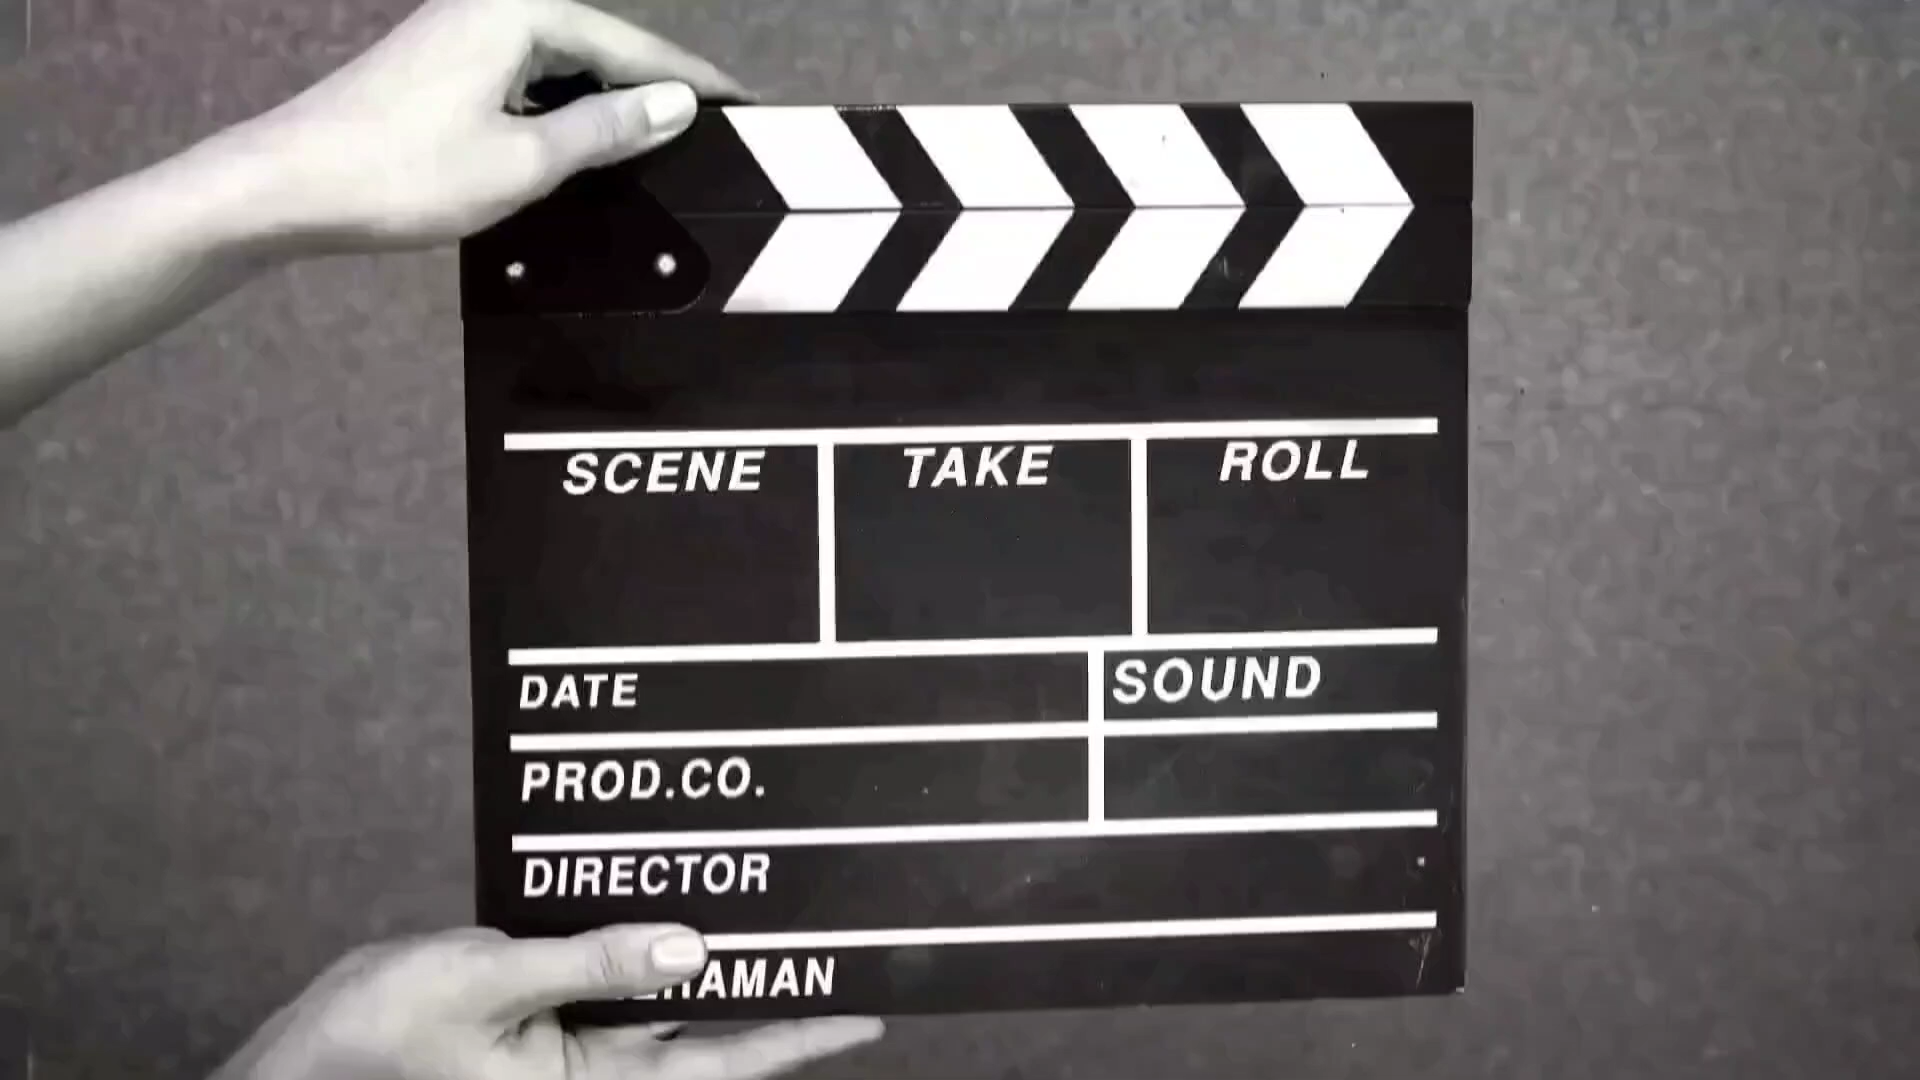 SCENE TAKE ROLL
DATE SOUND
PROD.CO.
DIRECTOR